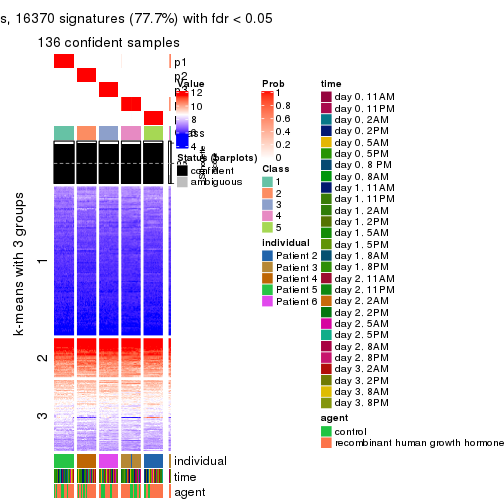 s, 16370 signatures (77.7%) with fdr < 0.05
136 confident samples
p1
p2
Value
12
10
8
6
4
Status (barplots)
confident
ambiguous
k-means with 3 groups
1
2
3
individual
time
agent
Prob
1
0.8
0.6
0.4
0.2
0
Class
1
2
3
4
5
individual
Patient 2
Patient 3
Patient 4
Patient 5
Patient 6
time
day 0. 11AM
day 0. 11PM
day 0. 2AM
day 0. 2PM
day 0. 5AM
day 0. 5PM
day 0. 8 PM
day 0. 8AM
day 1. 11AM
day 1. 11PM
day 1. 2AM
day 1. 2PM
day 1. 5AM
day 1. 5PM
day 1. 8AM
day 1. 8PM
day 2. 11AM
day 2. 11PM
day 2. 2AM
day 2. 2PM
day 2. 5AM
day 2. 5PM
day 2. 8AM
day 2. 8PM
day 3. 2AM
day 3. 2PM
day 3. 8AM
day 3. 8PM
agent
control
recombinant human growth hormone